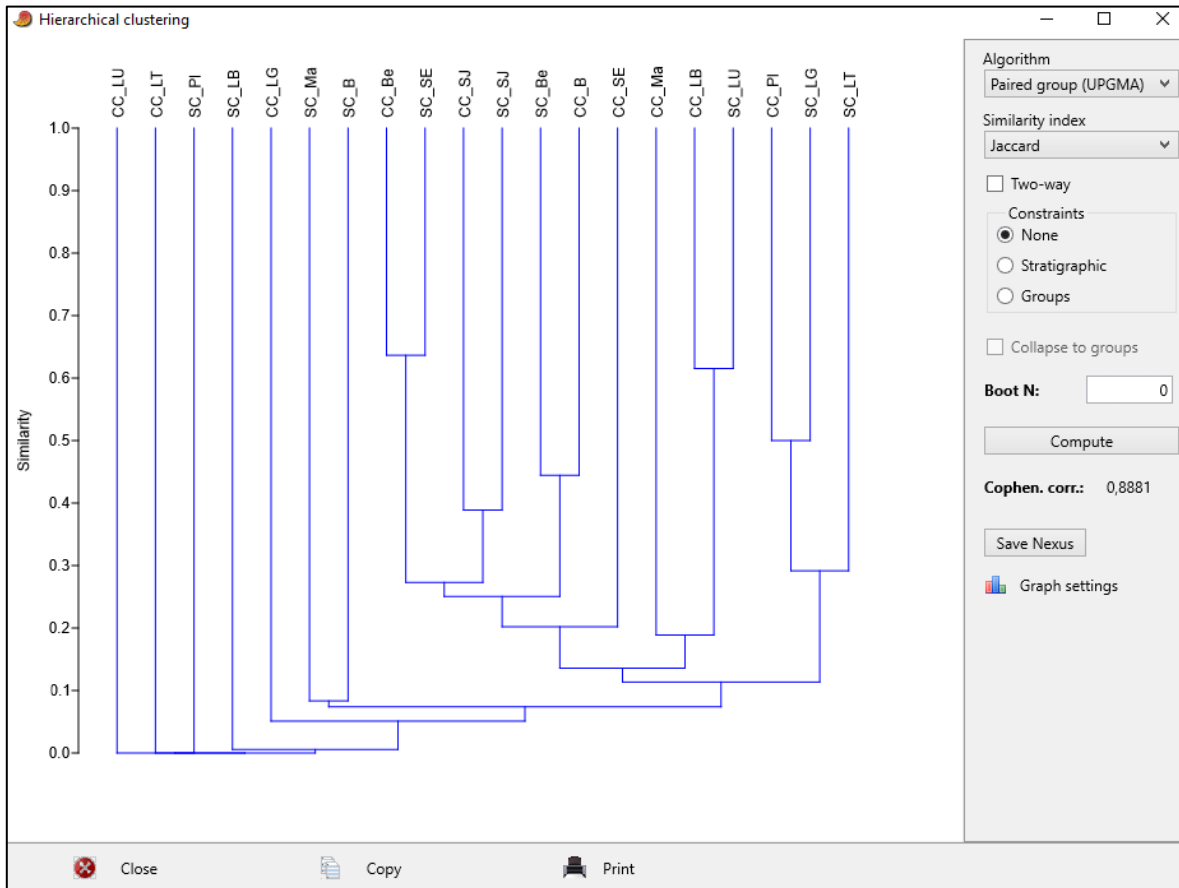 Hierarchical clustering
CC_LU
CC_LT
SC_PI
SC_LB
CC_LG
SC_Ma
SC_B
CC_Be
SC_SE
CC_SJ
SC_SJ
SC_Be
CC_B
CC_SE
CC_Ma
CC_LB
SC_LU
CC_PI
SC_LG
SC_LT
1.0
0.9
0.8
0.7
0.6
0.5
0.4
0.3
0.2
0.1
0.0
Similarity
Algorithm
Paired group (UPGMA)
Similarity index
Jaccard
Two-way
Constraints
None
Stratigraphic
Groups
Collapse to groups
Boot N: 0
Compute
Cophen. corr.: 0,8881
Save Nexus
Graph settings
Close Copy Print